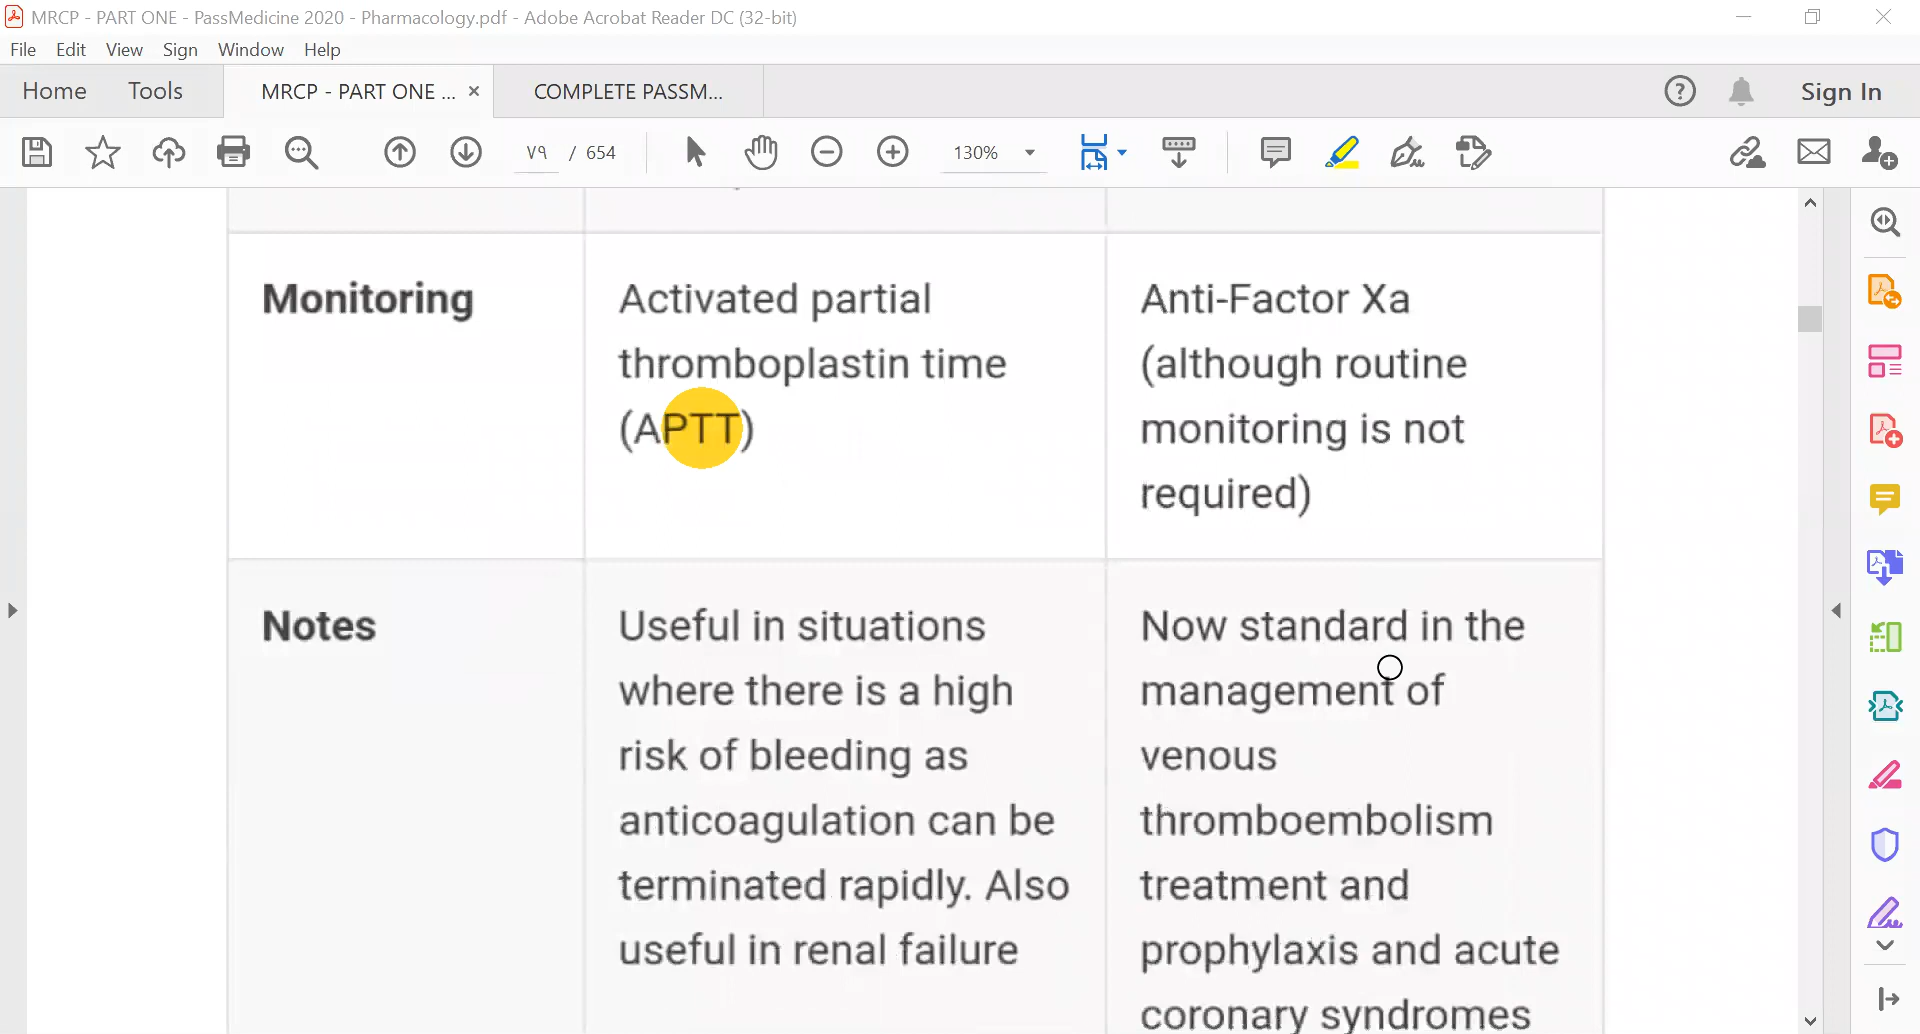 MRCP - PART ONE - PassMedicine 2020 - Pharmacology.pdf - Adobe Acrobat Reader DC (32-bit)
File Edit View Sign Window Help
Home Tools MRCP - PART ONE ... × COMPLETE PASSM... Sign In
٧٩ / 654 130%
Monitoring
Activated partial
thromboplastin time
(APTT)
Anti-Factor Xa
(although routine
monitoring is not
required)
Notes
Useful in situations
where there is a high
risk of bleeding as
anticoagulation can be
terminated rapidly. Also
useful in renal failure
Now standard in the
management of
venous
thromboembolism
treatment and
prophylaxis and acute
coronary syndromes